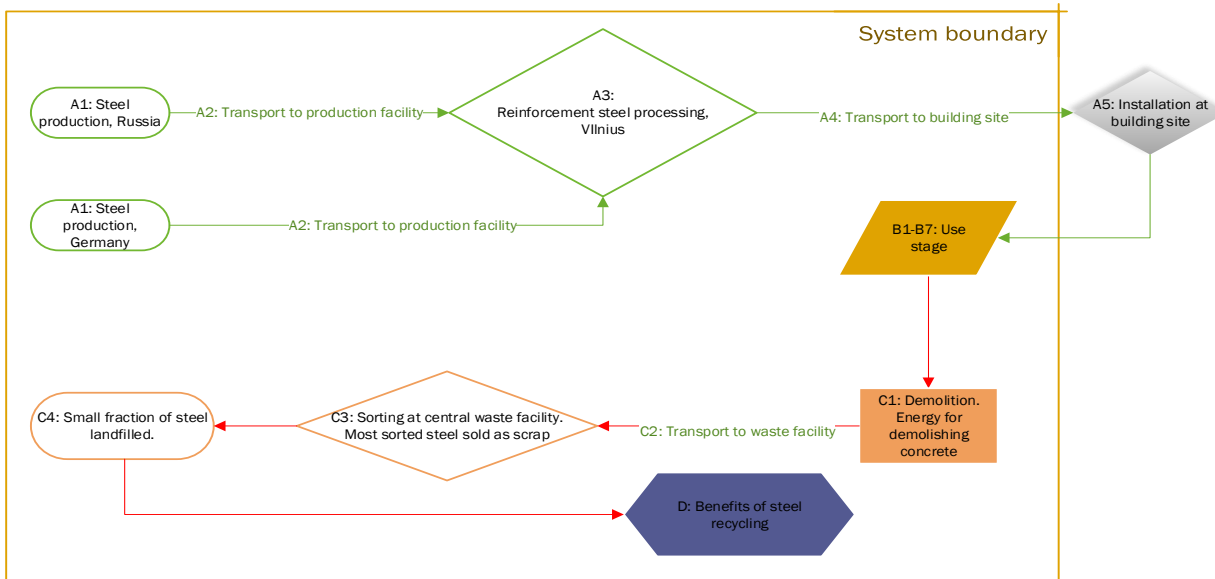 System boundary
A1: Steel
production, Russia
A2: Transport to production facility
A3:
Reinforcement steel processing,
VIlnius
A4: Transport to building site
A5: Installation at
building site
A1: Steel
production,
Germany
A2: Transport to production facility
B1-B7: Use
stage
C4: Small fraction of steel
landfilled.
C3: Sorting at central waste facility.
Most sorted steel sold as scrap
C2: Transport to waste facility
C1: Demolition.
Energy for
demolishing
concrete
D: Benefits of steel
recycling